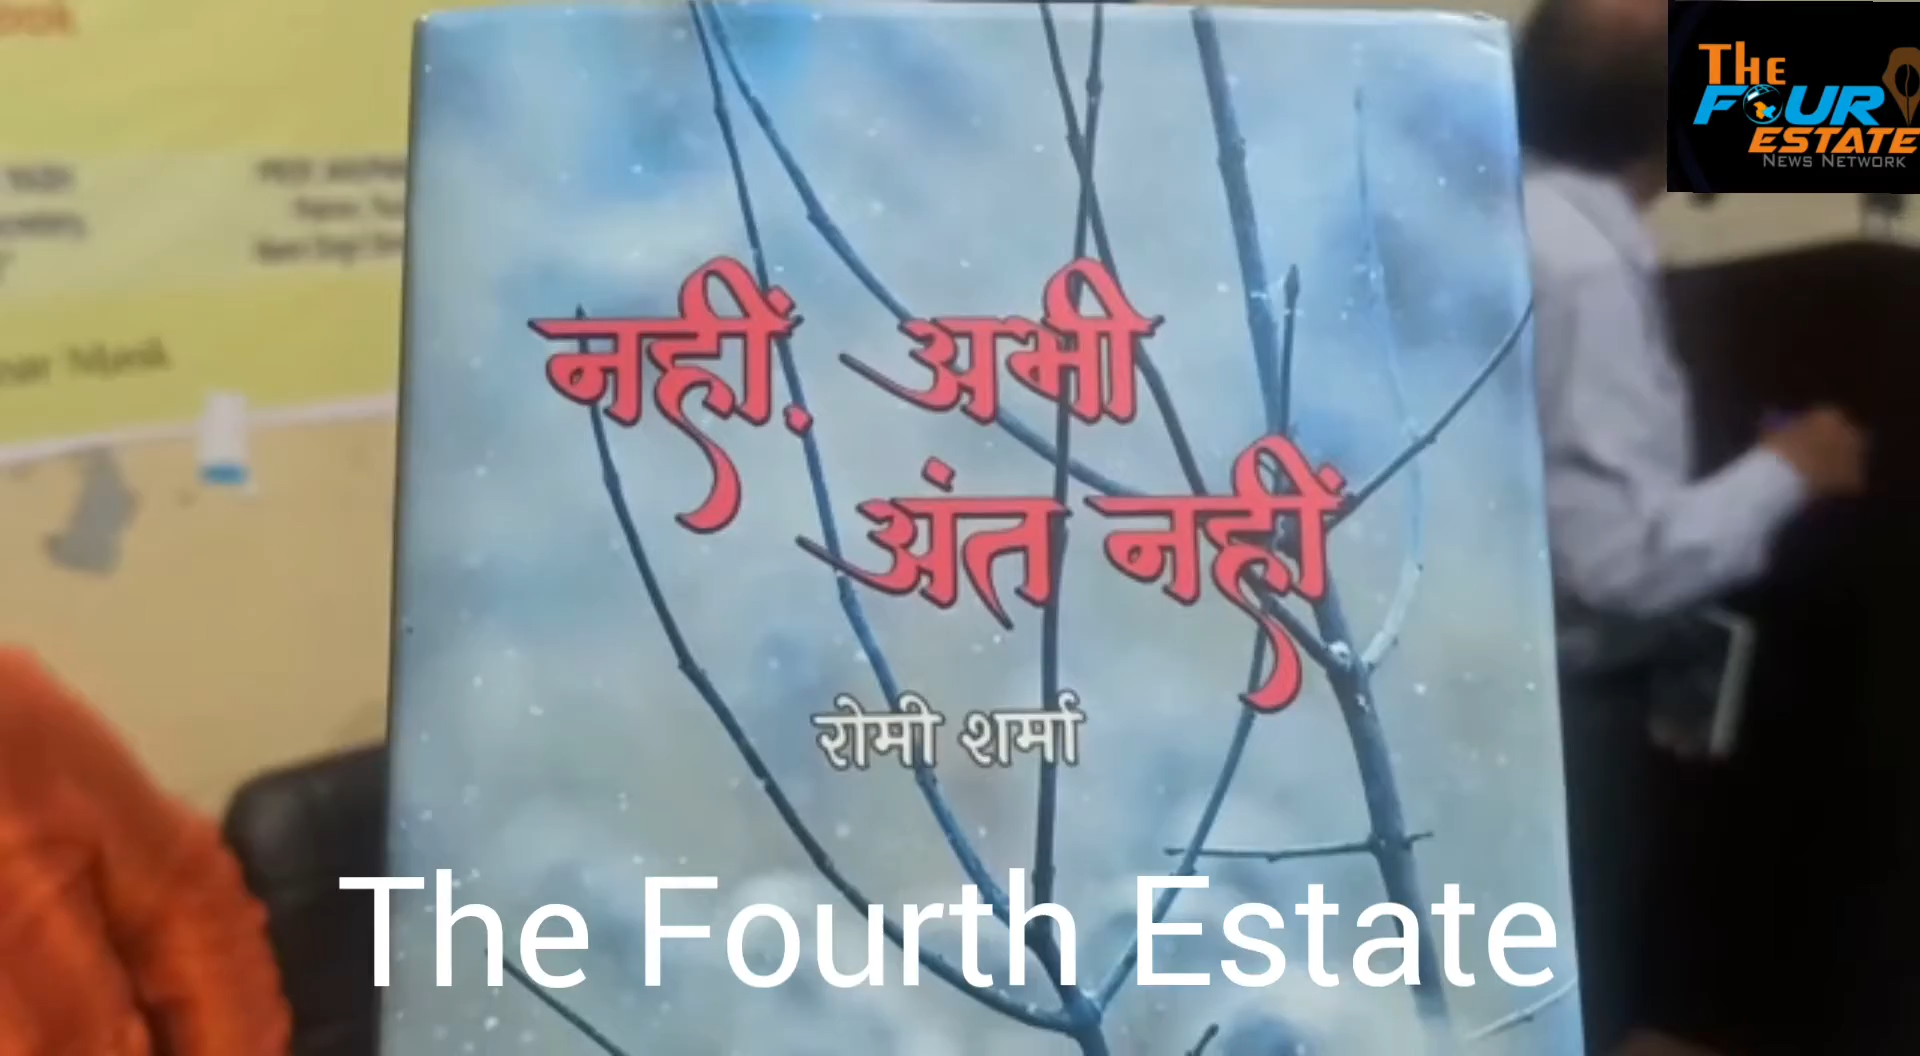 The
FOUR
ESTATE
NEWS NETWORK
नहीं, अभी
अंत नहीं
रोमी शर्मा
The Fourth Estate